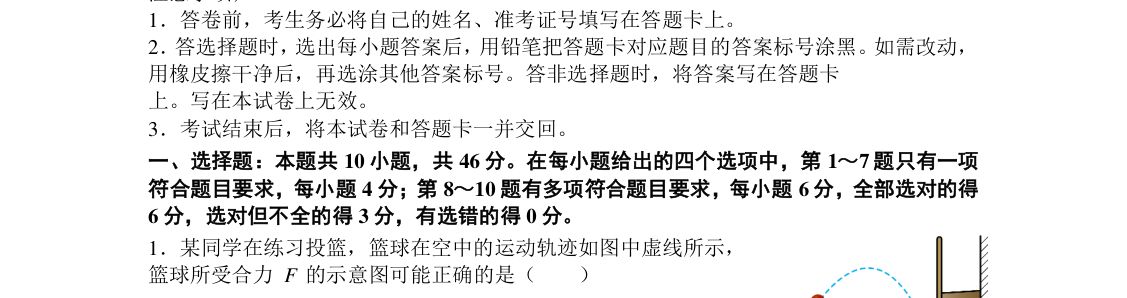 1．答卷前，考生务必将自己的姓名、准考证号填写在答题卡上。
2．答选择题时，选出每小题答案后，用铅笔把答题卡对应题目的答案标号涂黑。如需改动，
用橡皮擦干净后，再选涂其他答案标号。答非选择题时，将答案写在答题卡
上。写在本试卷上无效。
3．考试结束后，将本试卷和答题卡一并交回。
一、选择题：本题共 10 小题，共 46 分。在每小题给出的四个选项中，第 1～7 题只有一项
符合题目要求，每小题 4 分；第 8～10 题有多项符合题目要求，每小题 6 分，全部选对的得
6 分，选对但不全的得 3 分，有选错的得 0 分。
1．某同学在练习投篮，篮球在空中的运动轨迹如图中虚线所示，
篮球所受合力 F 的示意图可能正确的是（　　）